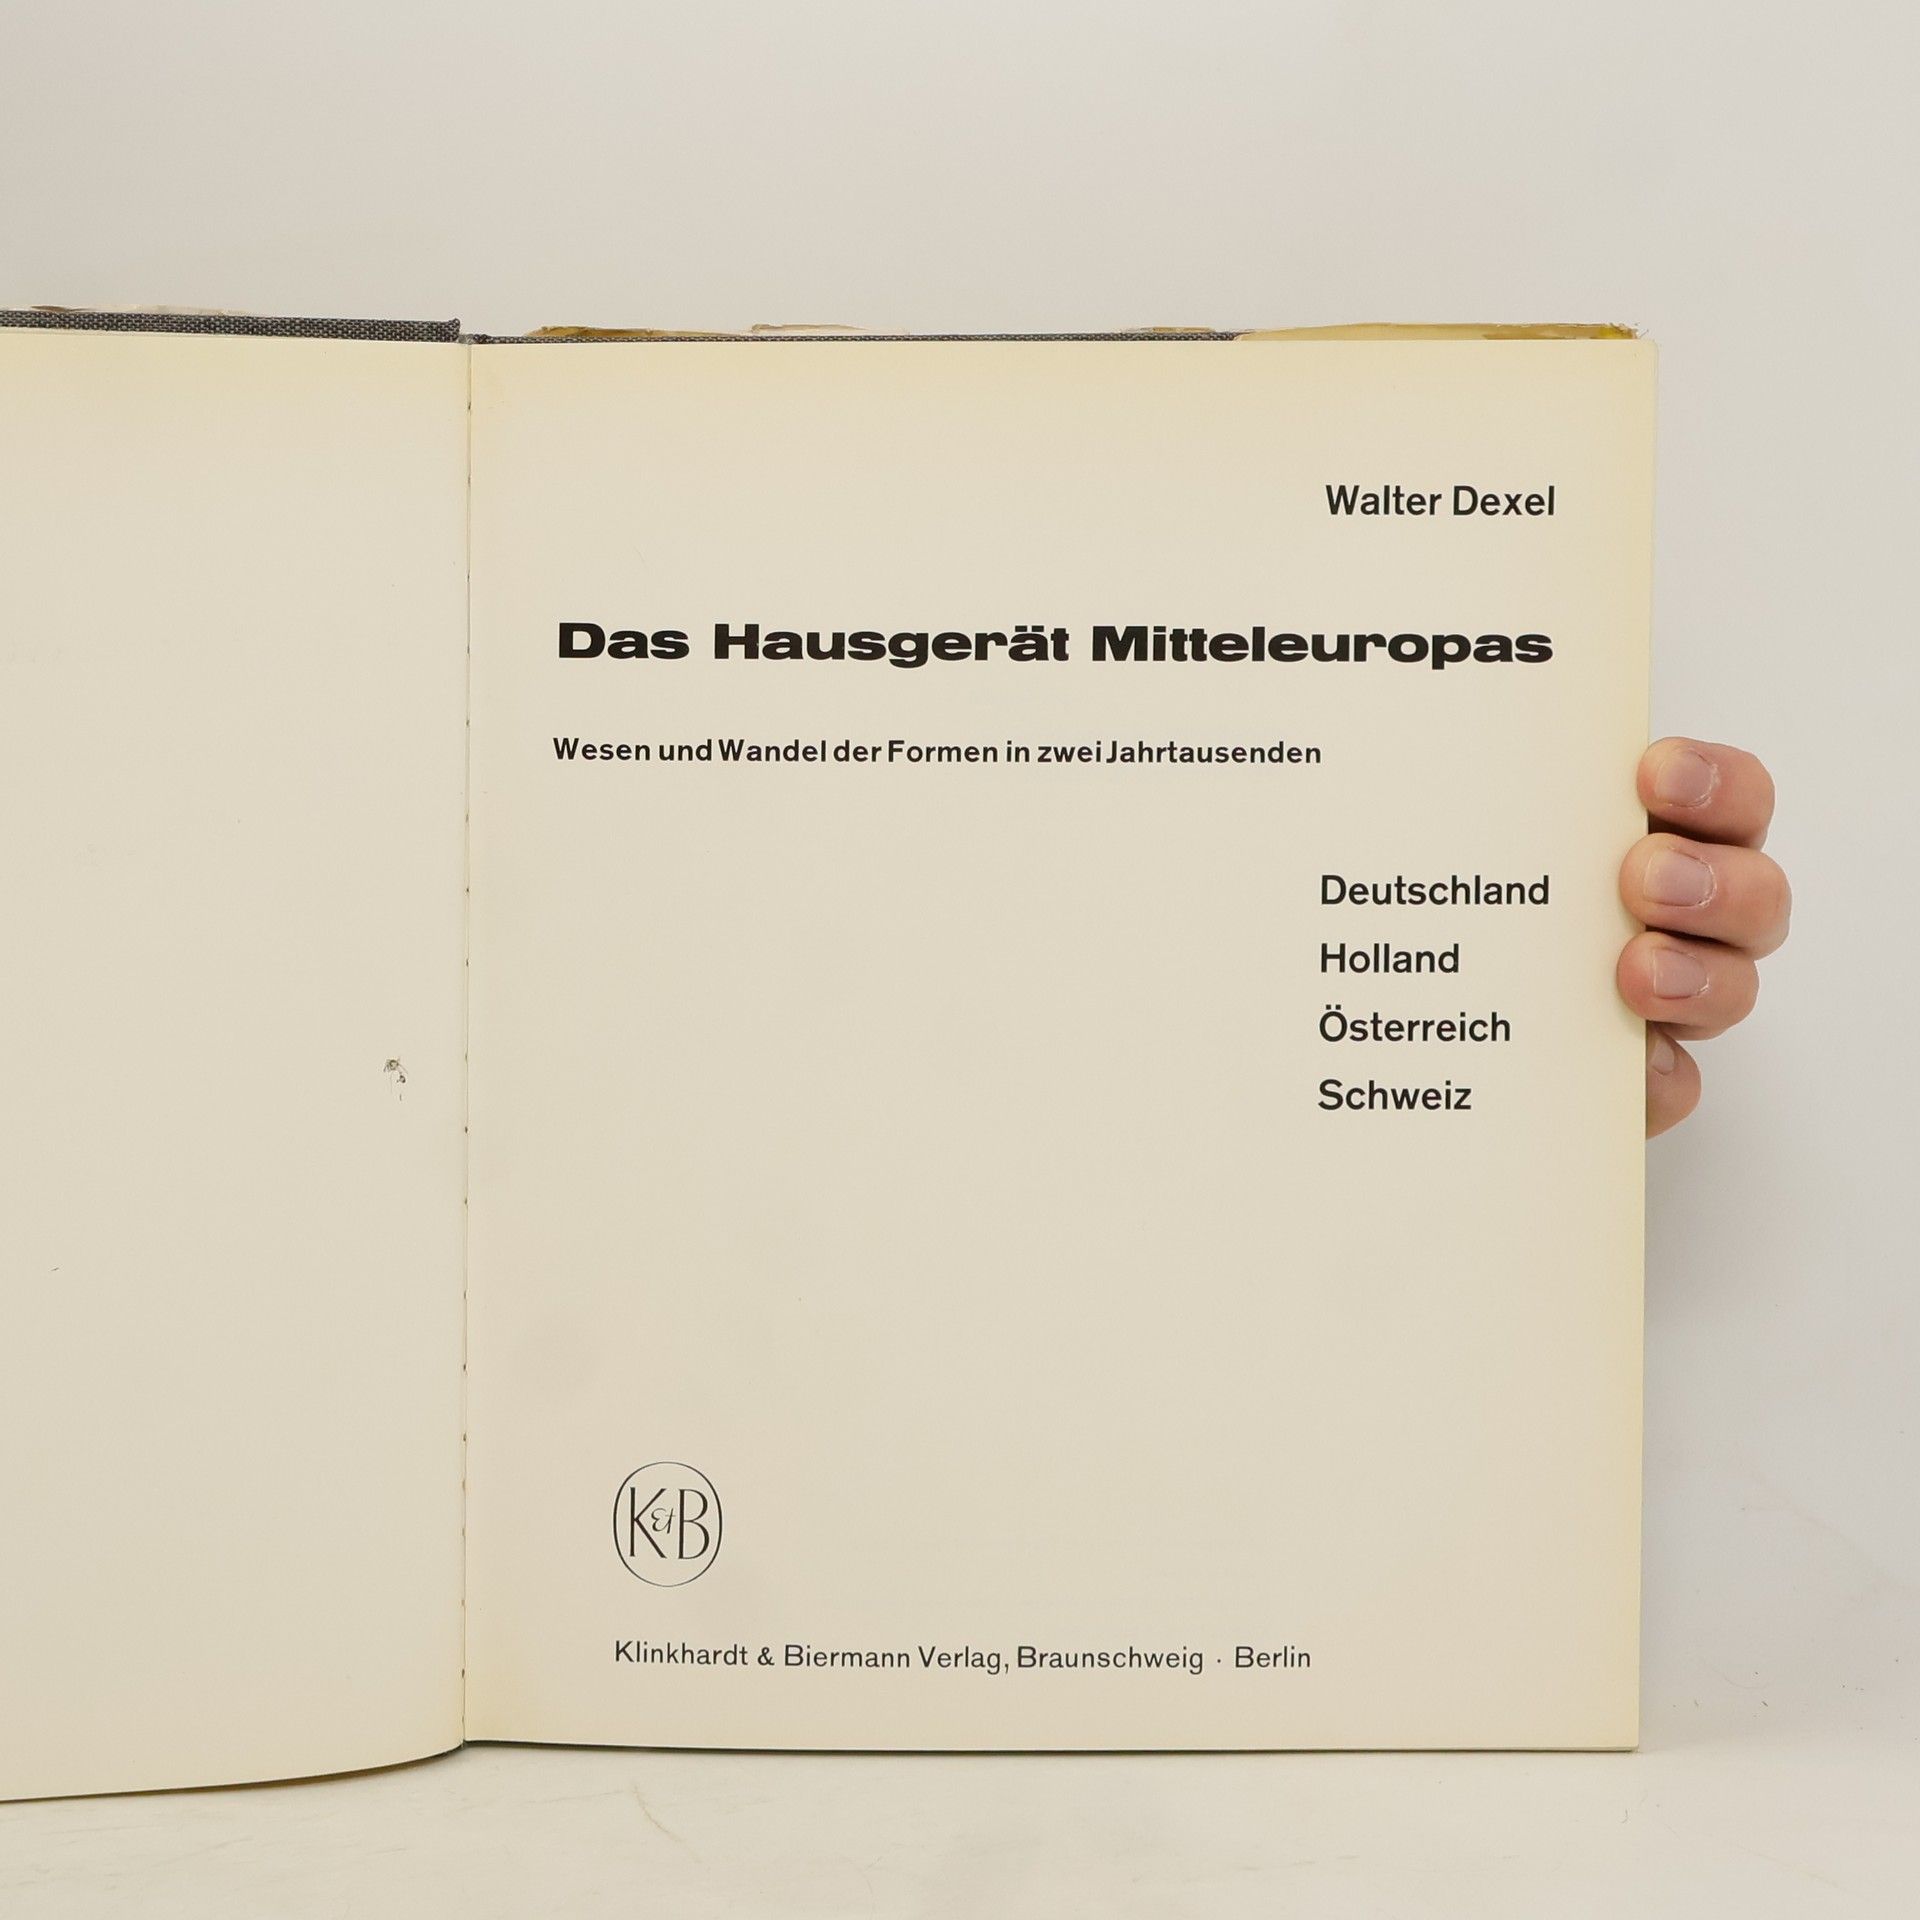 Walter Dexel
Das Hausgerät Mitteleuropas
Wesen und Wandel der Formen in zwei Jahrtausenden
Deutschland
Holland
Österreich
Schweiz
K & B
Klinkhardt & Biermann Verlag, Braunschweig · Berlin